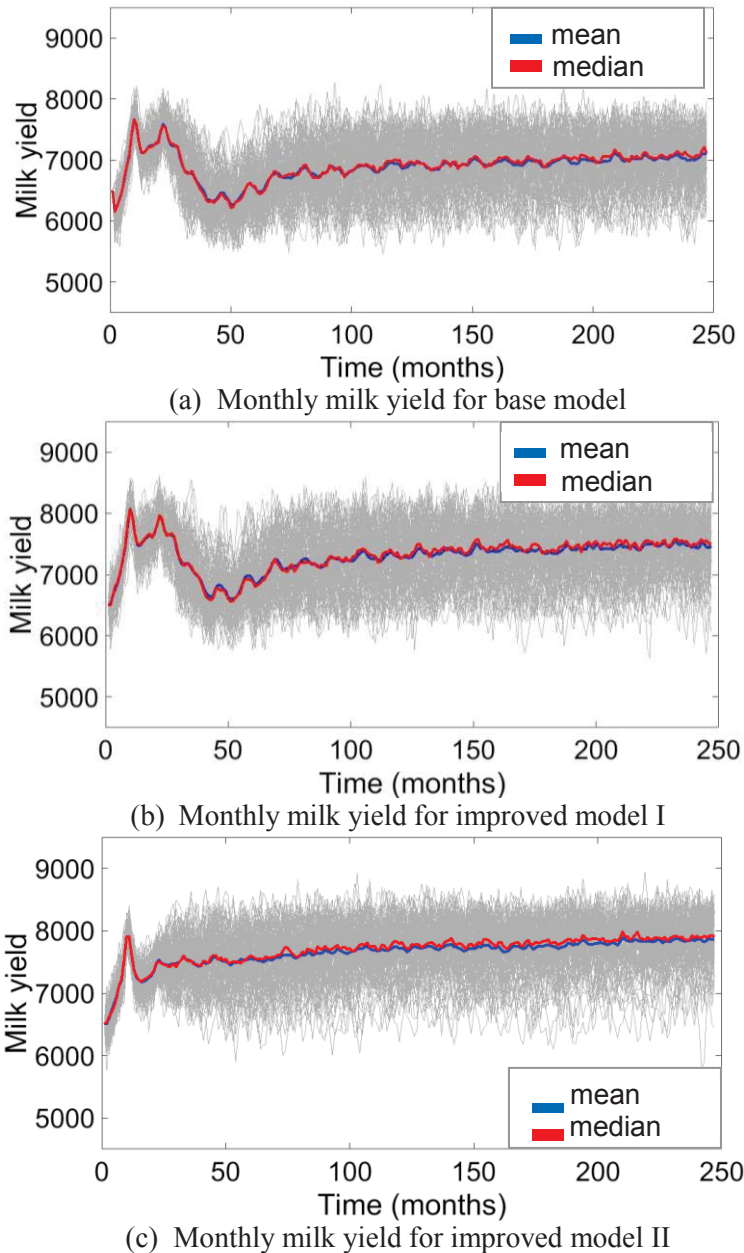 9000
8000
7000
6000
5000
Milk yield
mean
median
0 50 100 150 200 250
Time (months)
(a) Monthly milk yield for base model
9000
8000
7000
6000
5000
Milk yield
mean
median
0 50 100 150 200 250
Time (months)
(b) Monthly milk yield for improved model I
9000
8000
7000
6000
5000
Milk yield
mean
median
0 50 100 150 200 250
Time (months)
(c) Monthly milk yield for improved model II